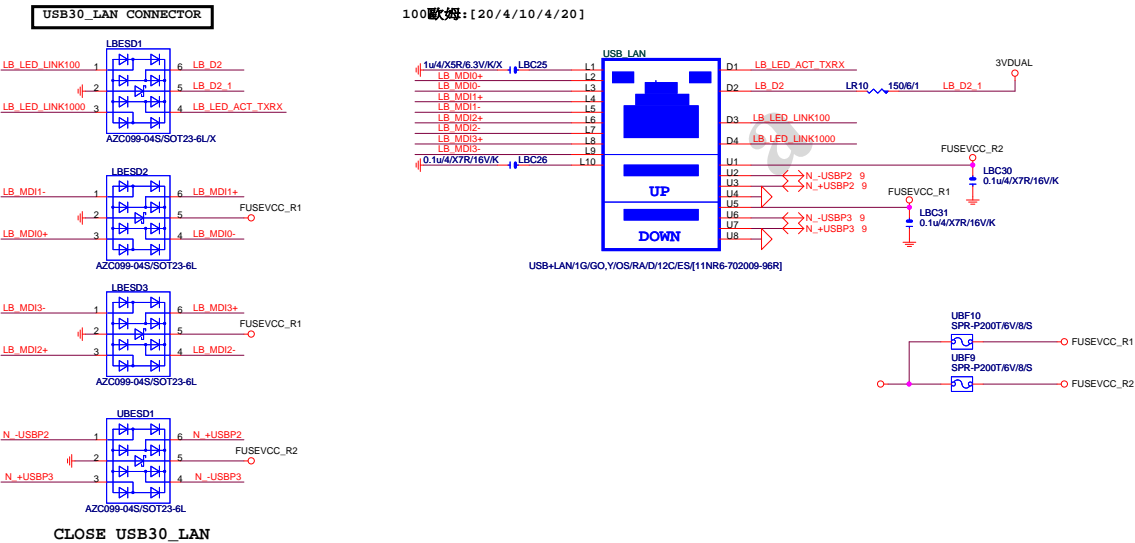 USB30_LAN CONNECTOR
100歐姆:[20/4/10/4/20]
LBESD1
LB_LED_LINK100 1 6 LB_D2
2 5 LB_D2_1
LB_LED_LINK1000 3 4 LB_LED_ACT_TXRX
AZC099-04S/SOT23-6L/X
LBESD2
LB_MDI1- 1 6 LB_MDI1+
2 5 FUSEVCC_R1
LB_MDI0+ 3 4 LB_MDI0-
AZC099-04S/SOT23-6L
LBESD3
LB_MDI3- 1 6 LB_MDI3+
2 5 FUSEVCC_R1
LB_MDI2+ 3 4 LB_MDI2-
AZC099-04S/SOT23-6L
UBESD1
N_-USBP2 1 6 N_+USBP2
2 5 FUSEVCC_R2
N_+USBP3 3 4 N_-USBP3
AZC099-04S/SOT23-6L
CLOSE USB30_LAN
USB_LAN
1u/4/X5R/6.3V/K/X LBC25 L1
LB_MDI0+ L2
LB_MDI0- L3
LB_MDI1+ L4
LB_MDI1- L5
LB_MDI2+ L6
LB_MDI2- L7
LB_MDI3+ L8
LB_MDI3- L9
0.1u/4/X7R/16V/K LBC26 L10
UP
DOWN
D1 LB_LED_ACT_TXRX
D2 LB_D2 LR10 150/6/1 LB_D2_1 3VDUAL
D3 LB_LED_LINK100
D4 LB_LED_LINK1000
U1 FUSEVCC_R2
U2 N_-USBP2 9
U3 N_+USBP2 9
U4
U5 FUSEVCC_R1
U6 N_-USBP3 9
U7 N_+USBP3 9
U8
LBC30
0.1u/4/X7R/16V/K
LBC31
0.1u/4/X7R/16V/K
USB+LAN/1G/GO,Y/OS/RA/D/12C/ES/[11NR6-702009-96R]
UBF10
SPR-P200T/6V/8/S
FUSEVCC_R1
UBF9
SPR-P200T/6V/8/S
FUSEVCC_R2
a